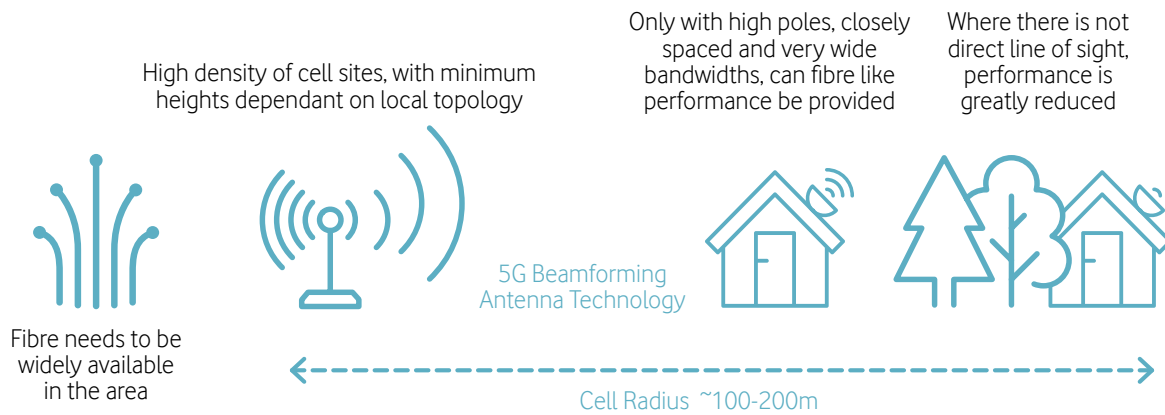 High density of cell sites, with minimum
heights dependant on local topology
Only with high poles, closely
spaced and very wide
bandwidths, can fibre like
performance be provided
Where there is not
direct line of sight,
performance is
greatly reduced
5G Beamforming
Antenna Technology
Fibre needs to be
widely available
in the area
Cell Radius ~100-200m